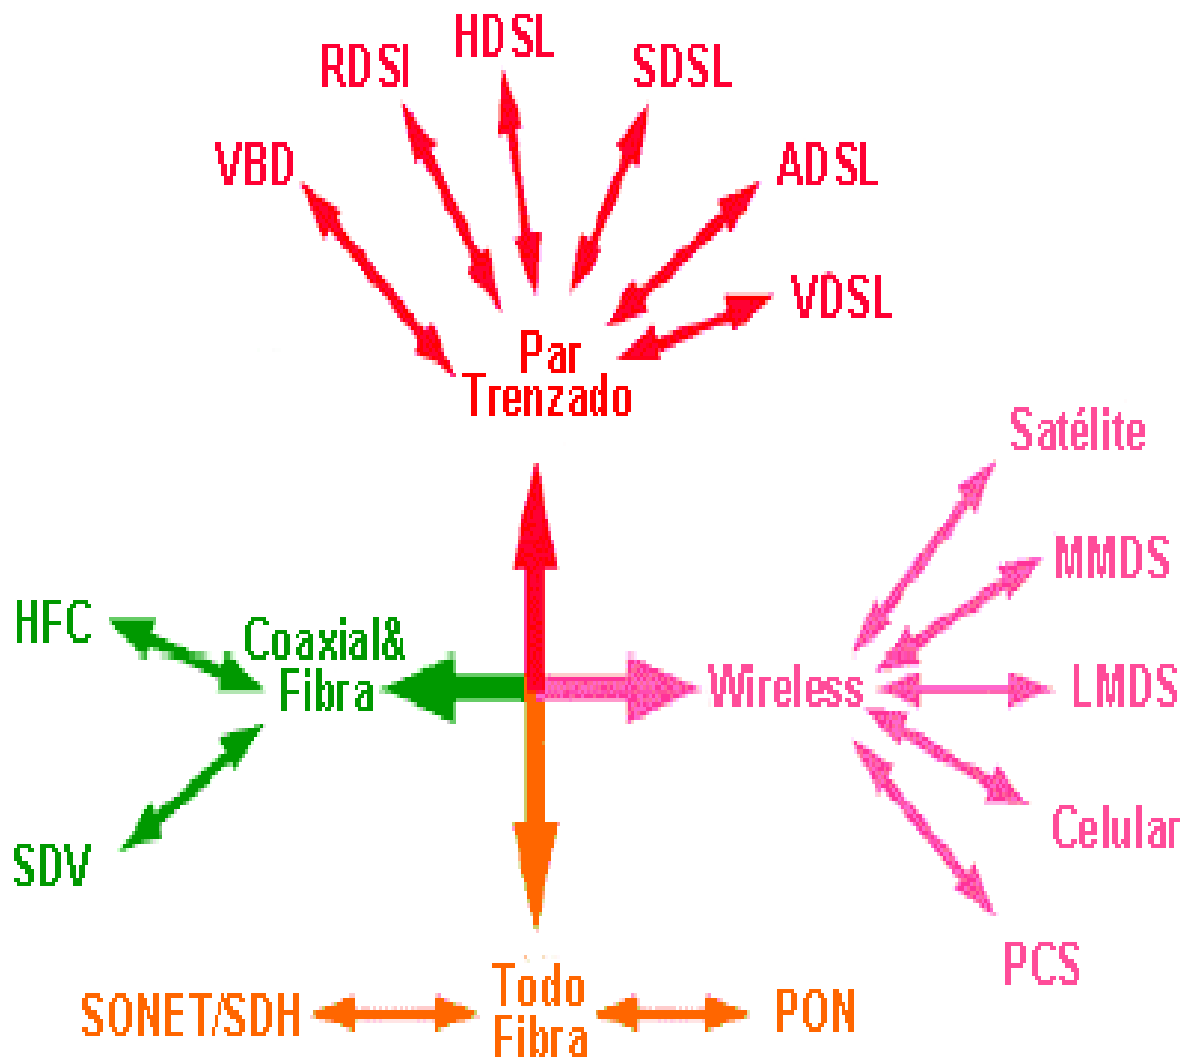 HDSL
RDSI
SDSL
VBD
ADSL
VDSL
Par
Trenzado
Satélite
MMDS
HFC
Coaxial&
Fibra
Wireless
LMDS
Celular
SDV
PCS
Todo
Fibra
SONET/SDH
PON